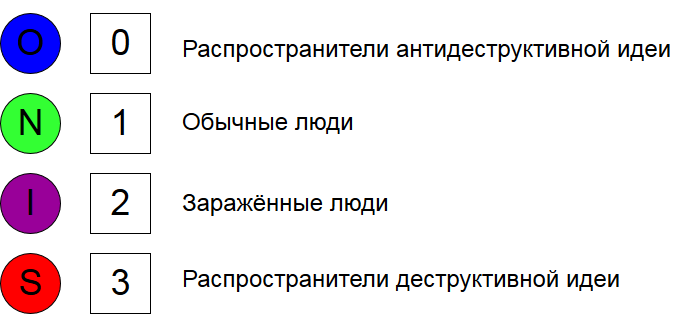 O 0 Распространители антидеструктивной идеи
N 1 Обычные люди
I 2 Заражённые люди
S 3 Распространители деструктивной идеи